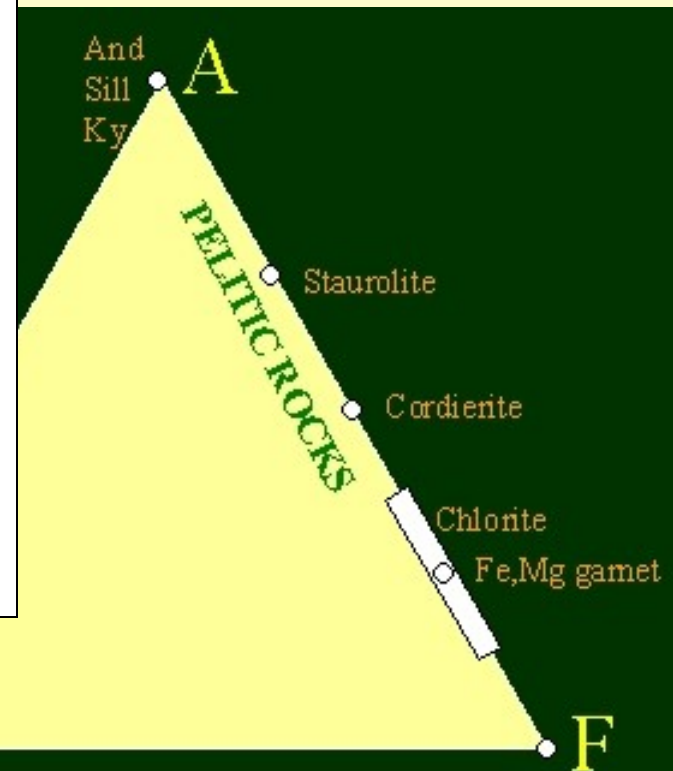 And
Sill
Ky
A
PELITIC ROCKS
Staurolite
Cordierite
Chlorite
Fe,Mg garnet
F